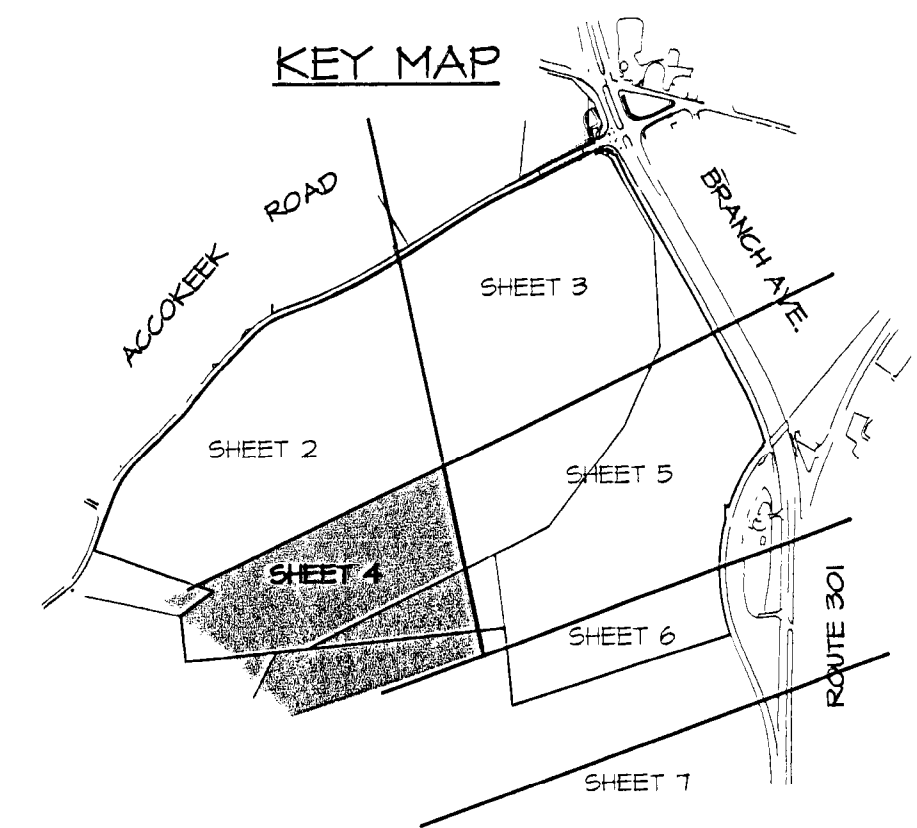 KEY MAP
ACCOKEEK ROAD
BRANCH AVE.
SHEET 3
SHEET 2
SHEET 5
SHEET 4
SHEET 6
ROUTE 301
SHEET 7